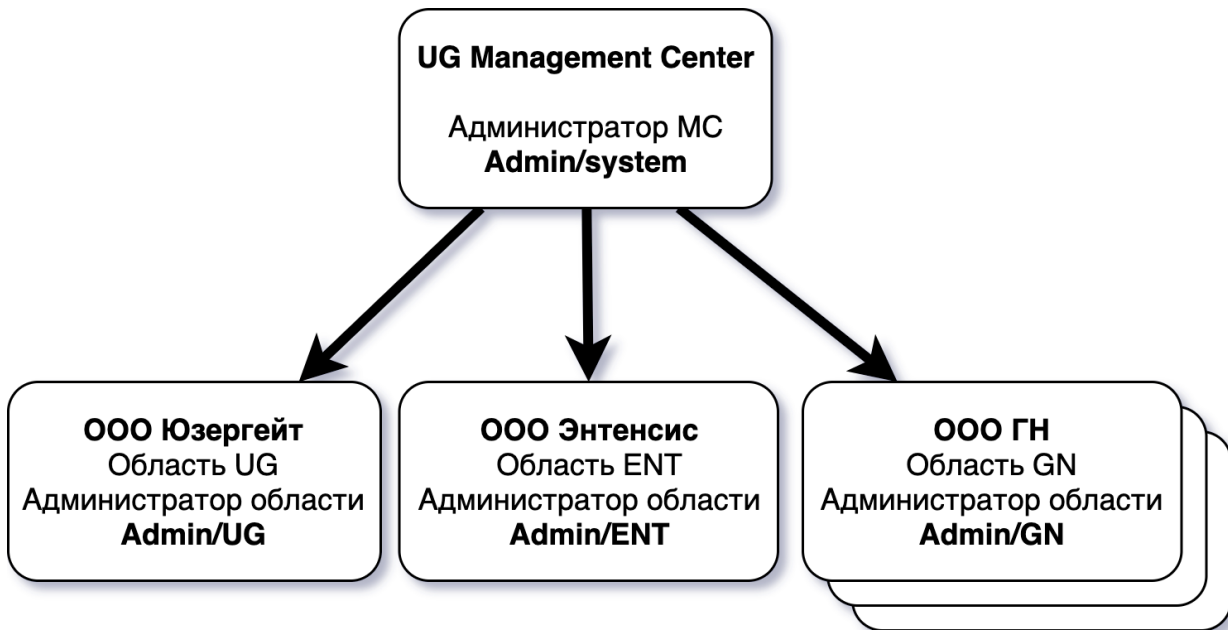 UG Management Center
Администратор МС
Admin/system
ООО Юзергейт
Область UG
Администратор области
Admin/UG
ООО Энтенсис
Область ENT
Администратор области
Admin/ENT
ООО ГН
Область GN
Администратор области
Admin/GN